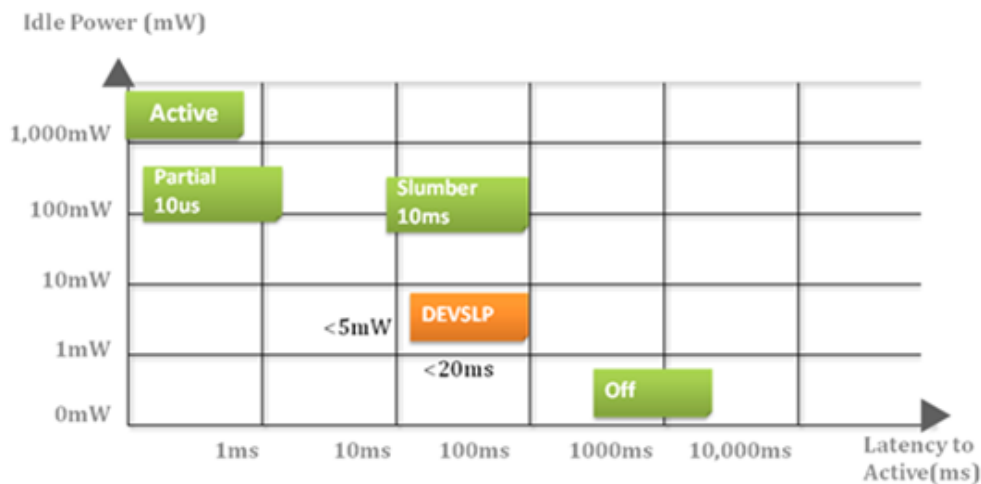 Idle Power (mW)
Active
1,000mW
Partial
10us
Slumber
10ms
100mW
10mW
DEVSLP
<5mW
1mW
<20ms
Off
0mW
1ms
10ms
100ms
1000ms
10,000ms
Latency to
Active(ms)